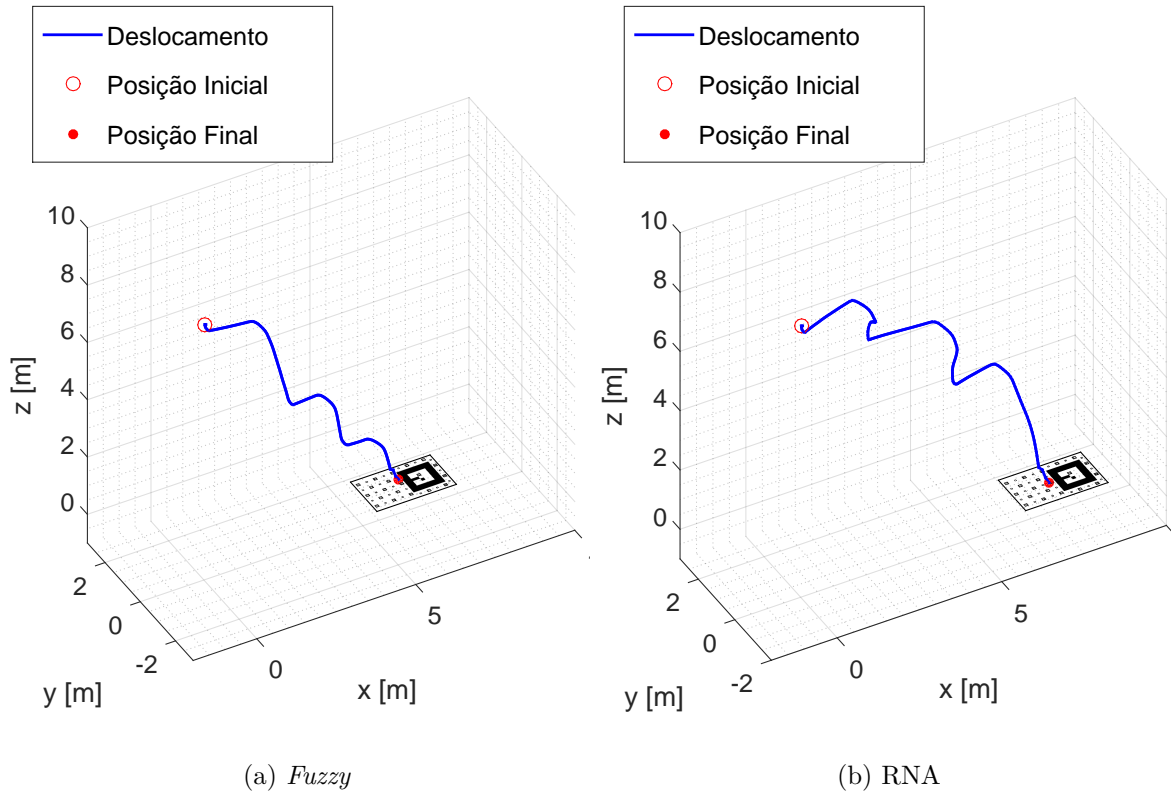 Deslocamento
Posição Inicial
Posição Final
10
8
6
4
2
0
z [m]
2
0
-2
y [m]
0
5
x [m]
(a) Fuzzy
Deslocamento
Posição Inicial
Posição Final
10
8
6
4
2
0
z [m]
2
0
-2
y [m]
0
5
x [m]
(b) RNA